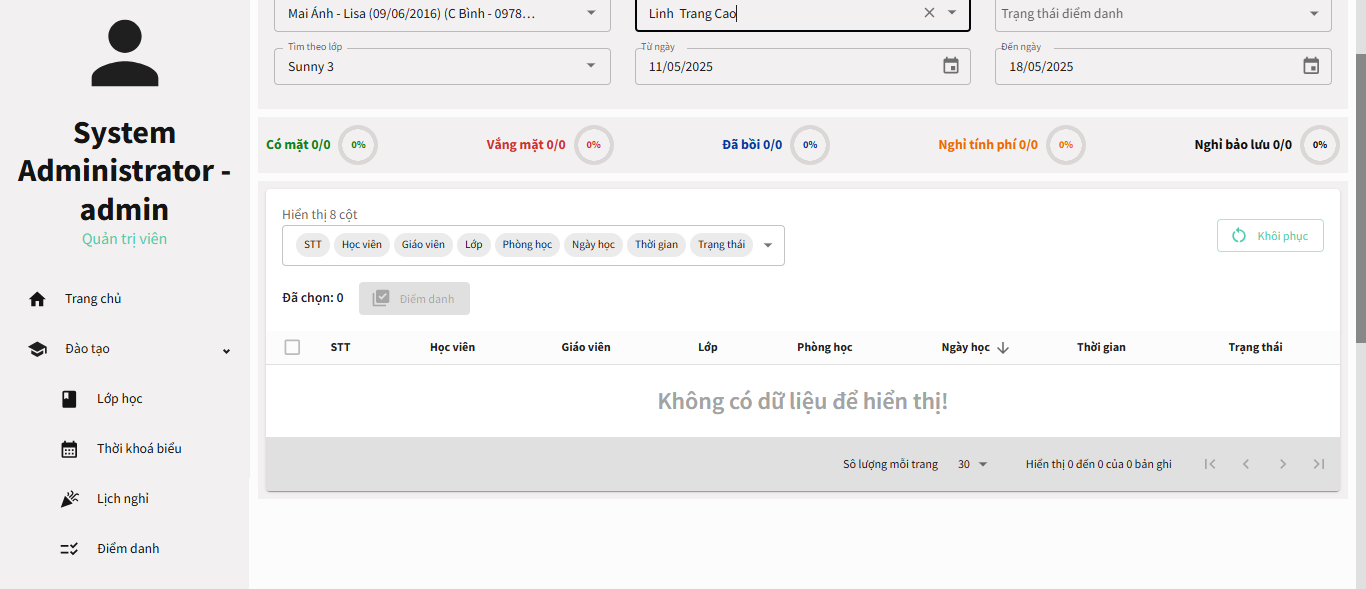 System
Administrator -
admin
Quản trị viên
Trang chủ
Đào tạo
Lớp học
Thời khoá biểu
Lịch nghỉ
Điểm danh
Mai Ánh - Lisa (09/06/2016) (C Bình - 0978...
Linh  Trang Cao
Trạng thái điểm danh
Tìm theo lớp
Sunny 3
Từ ngày
11/05/2025
Đến ngày
18/05/2025
Có mặt 0/0 0%
Vắng mặt 0/0 0%
Đã bồi 0/0 0%
Nghỉ tính phí 0/0 0%
Nghỉ bảo lưu 0/0 0%
Hiển thị 8 cột
STT Học viên Giáo viên Lớp Phòng học Ngày học Thời gian Trạng thái
Khôi phục
Đã chọn: 0 Điểm danh
STT Học viên Giáo viên Lớp Phòng học Ngày học Thời gian Trạng thái
Không có dữ liệu để hiển thị!
Số lượng mỗi trang 30 Hiển thị 0 đến 0 của 0 bản ghi